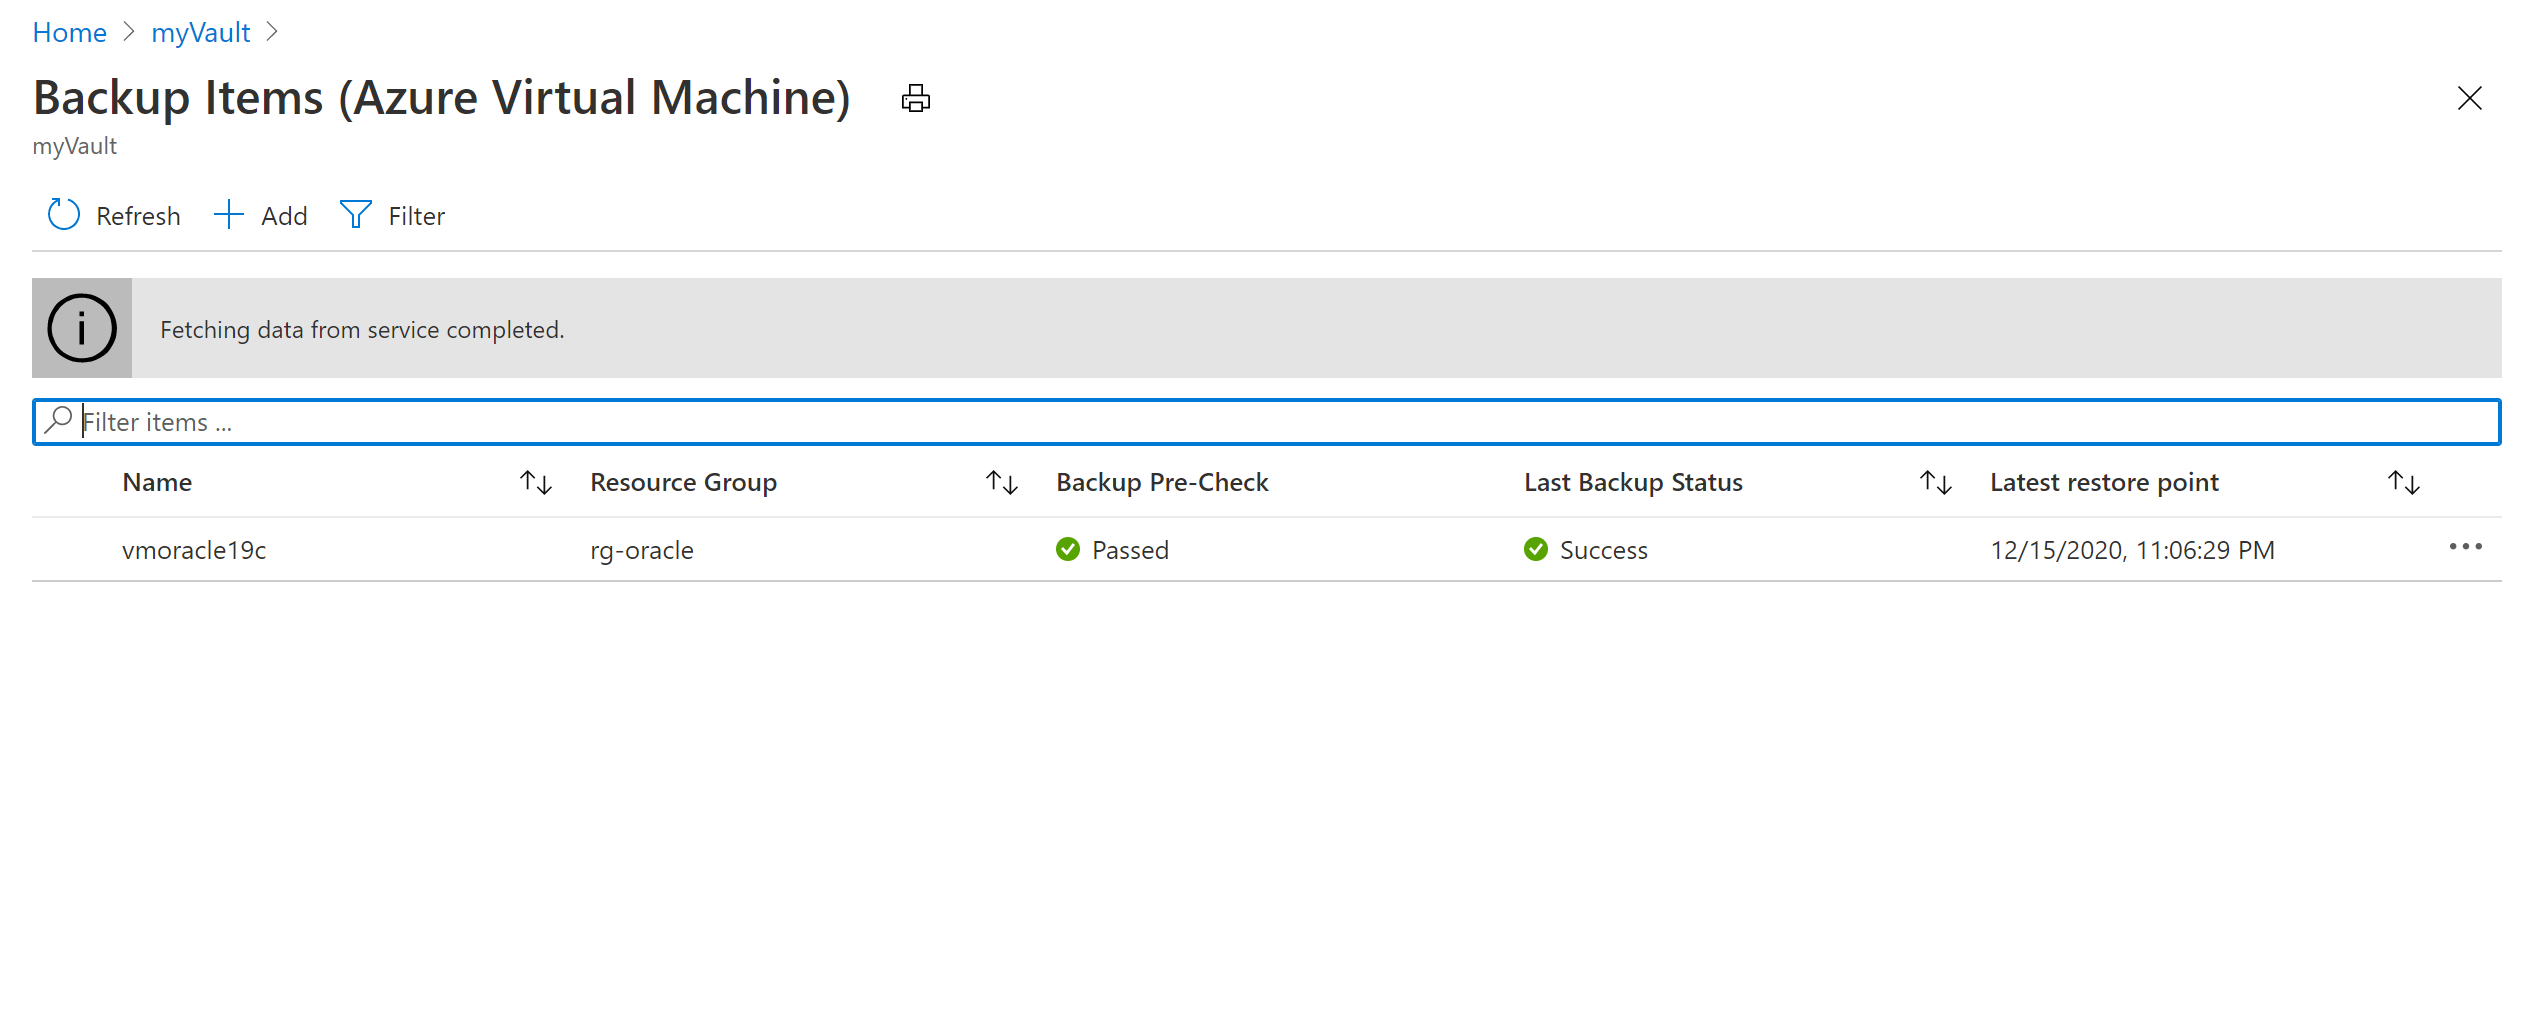 Home > myVault >
Backup Items (Azure Virtual Machine)
myVault
Refresh Add Filter
Fetching data from service completed.
Filter items ...
Name Resource Group Backup Pre-Check Last Backup Status Latest restore point
vmoracle19c rg-oracle Passed Success 12/15/2020, 11:06:29 PM